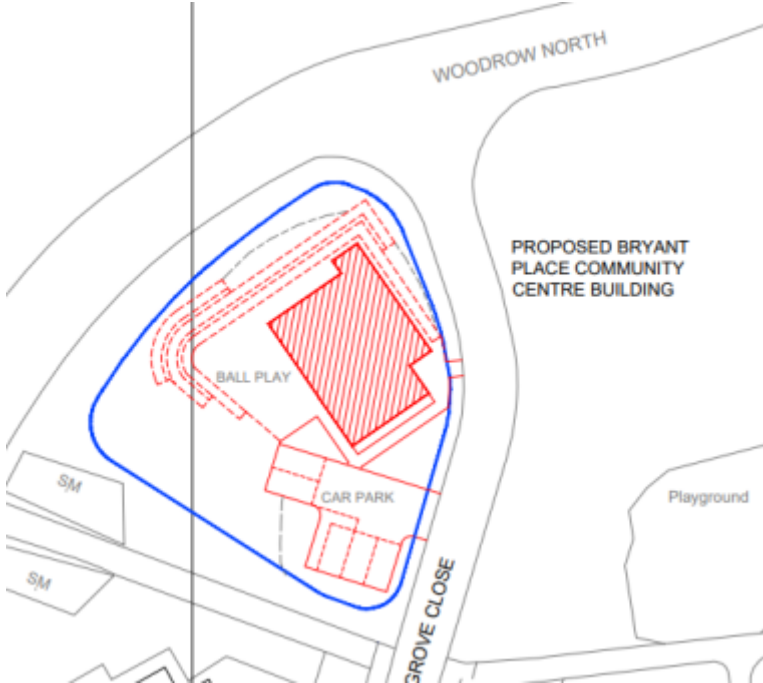 WOODROW NORTH
PROPOSED BRYANT
PLACE COMMUNITY
CENTRE BUILDING
BALL PLAY
SM
CAR PARK
Playground
SM
GROVE CLOSE